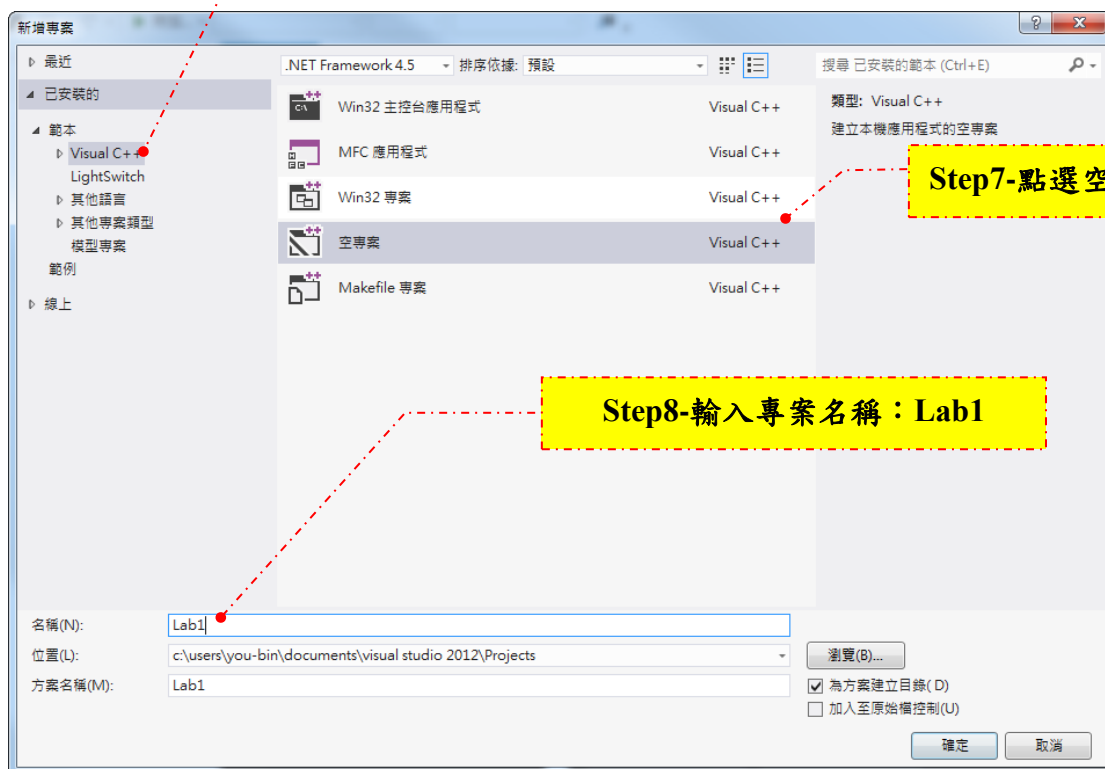 新增專案
最近
.NET Framework 4.5 排序依據: 預設
搜尋 已安裝的範本 (Ctrl+E)
已安裝的
範本
Visual C++
LightSwitch
其他語言
其他專案類型
模型專案
範例
線上
Win32 主控台應用程式 Visual C++
MFC 應用程式 Visual C++
Win32 專案 Visual C++
空專案 Visual C++
Makefile 專案 Visual C++
類型: Visual C++
建立本機應用程式的空專案
Step7-點選空
Step8-輸入專案名稱：Lab1
名稱(N): Lab1
位置(L): c:\users\you-bin\documents\visual studio 2012\Projects 瀏覽(B)...
方案名稱(M): Lab1
為方案建立目錄( D)
加入至原始檔控制(U)
確定 取消